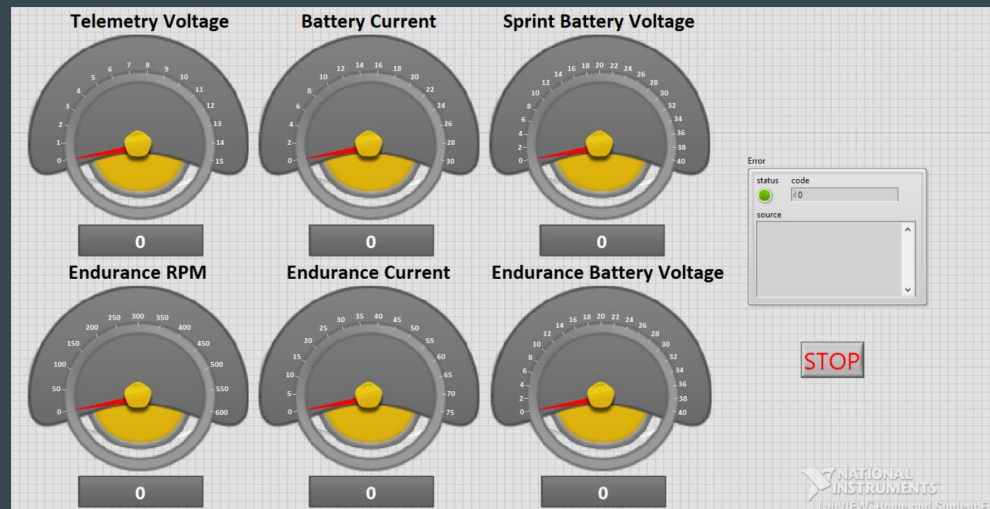 Telemetry Voltage
0 1 2 3 4 5 6 7 8 9 10 11 12 13 14 15
0
Battery Current
0 2 4 6 8 10 12 14 16 18 20 22 24 26 28 30
0
Sprint Battery Voltage
0 2 4 6 8 10 12 14 16 18 20 22 24 26 28 30 32 34 36 38 40
0
Error
status code
d 0
source
Endurance RPM
0 50 100 150 200 250 300 350 400 450 500 550 600
0
Endurance Current
0 5 10 15 20 25 30 35 40 45 50 55 60 65 70 75
0
Endurance Battery Voltage
0 2 4 6 8 10 12 14 16 18 20 22 24 26 28 30 32 34 36 38 40
0
STOP
NATIONAL
INSTRUMENTS
LabVIEW Home and Student